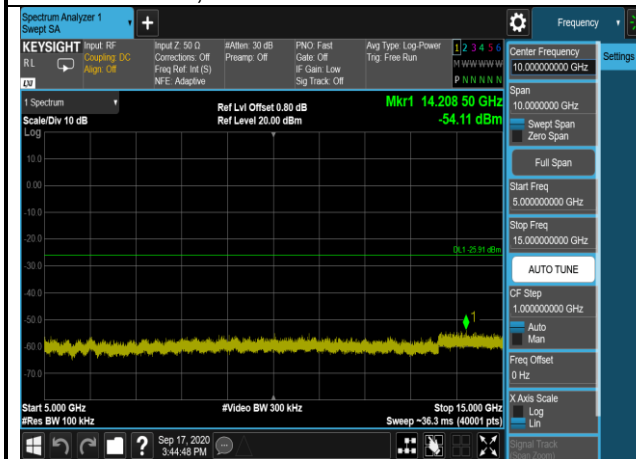 Spectrum Analyzer 1
Swept SA
+
Frequency
Settings
KEYSIGHT
RL
LXI
Input: RF
Coupling: DC
Align: Off
Input Z: 50 Ω
Corrections: Off
Freq Ref: Int (S)
NFE: Adaptive
#Atten: 30 dB
Preamp: Off
PNO: Fast
Gate: Off
IF Gain: Low
Sig Track: Off
Avg Type: Log-Power
Trig: Free Run
1 2 3 4 5 6
M W W W W W
P N N N N N
1 Spectrum
Scale/Div 10 dB
Ref Lvl Offset 0.80 dB
Ref Level 20.00 dBm
Mkr1 14.208 50 GHz
-54.11 dBm
Log
10.0
0.00
-10.0
-20.0
-30.0
-40.0
-50.0
-60.0
-70.0
DL1 -25.91 dBm
1
Start 5.000 GHz
#Res BW 100 kHz
#Video BW 300 kHz
Stop 15.000 GHz
Sweep ~36.3 ms (40001 pts)
Center Frequency
10.000000000 GHz
Span
10.0000000 GHz
Swept Span
Zero Span
Full Span
Start Freq
5.000000000 GHz
Stop Freq
15.000000000 GHz
AUTO TUNE
CF Step
1.000000000 GHz
Auto
Man
Freq Offset
0 Hz
X Axis Scale
Log
Lin
Signal Track
(Span Zoom)
?
Sep 17, 2020
3:44:48 PM